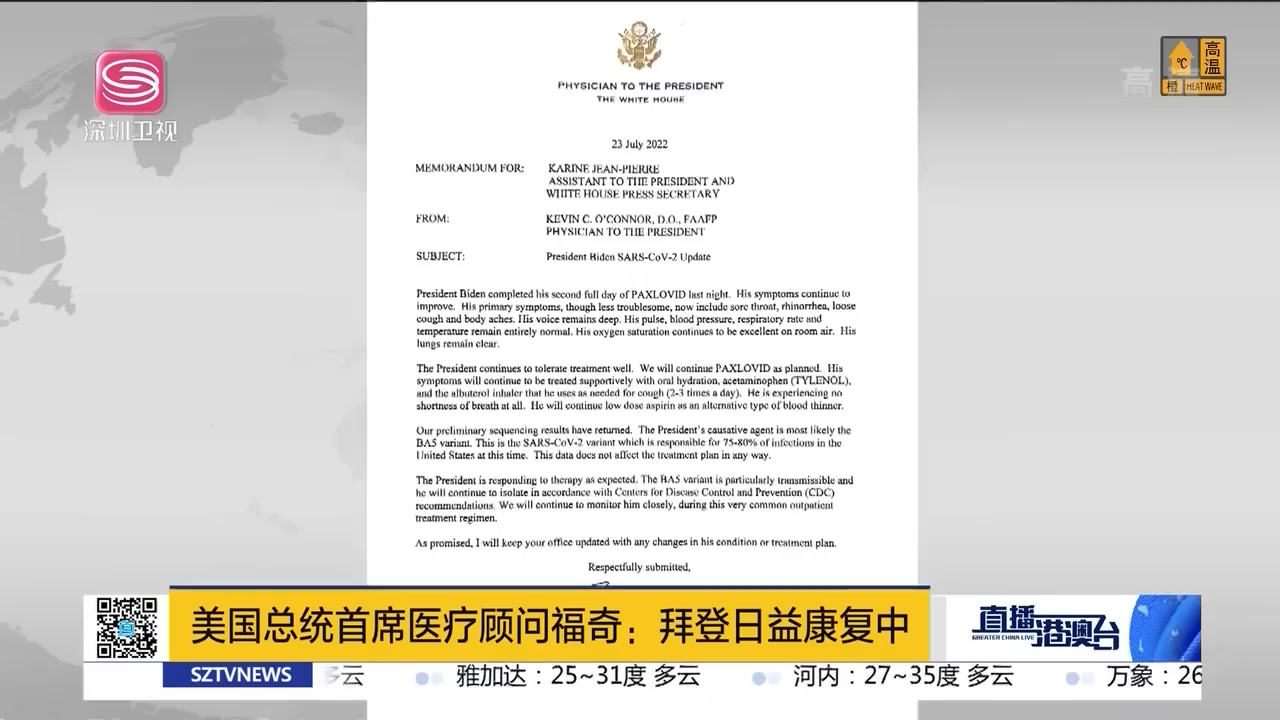 深圳卫视
高温
℃
橙 HEAT WAVE
PHYSICIAN TO THE PRESIDENT
THE WHITE HOUSE
23 July 2022
MEMORANDUM FOR: KARINE JEAN-PIERRE
ASSISTANT TO THE PRESIDENT AND
WHITE HOUSE PRESS SECRETARY
FROM: KEVIN C. O'CONNOR, D.O., FAAFP
PHYSICIAN TO THE PRESIDENT
SUBJECT: President Biden SARS-CoV-2 Update
President Biden completed his second full day of PAXLOVID last night. His symptoms continue to
improve. His primary symptoms, though less troublesome, now include sore throat, rhinorrhea, loose
cough and body aches. His voice remains deep. His pulse, blood pressure, respiratory rate and
temperature remain entirely normal. His oxygen saturation continues to be excellent on room air. His
lungs remain clear.
The President continues to tolerate treatment well. We will continue PAXLOVID as planned. His
symptoms will continue to be treated supportively with oral hydration, acetaminophen (TYLENOL),
and the albuterol inhaler that he uses as needed for cough (2-3 times a day). He is experiencing no
shortness of breath at all. He will continue low dose aspirin as an alternative type of blood thinner.
Our preliminary sequencing results have returned. The President's causative agent is most likely the
BA5 variant. This is the SARS-CoV-2 variant which is responsible for 75-80% of infections in the
United States at this time. This data does not affect the treatment plan in any way.
The President is responding to therapy as expected. The BA5 variant is particularly transmissible and
he will continue to isolate in accordance with Centers for Disease Control and Prevention (CDC)
recommendations. We will continue to monitor him closely, during this very common outpatient
treatment regimen.
As promised, I will keep your office updated with any changes in his condition or treatment plan.
Respectfully submitted,
美国总统首席医疗顾问福奇：拜登日益康复中
直播港澳台
GREATER CHINA LIVE
SZTVNEWS
多云 雅加达：25~31度 多云 河内：27~35度 多云 万象：26